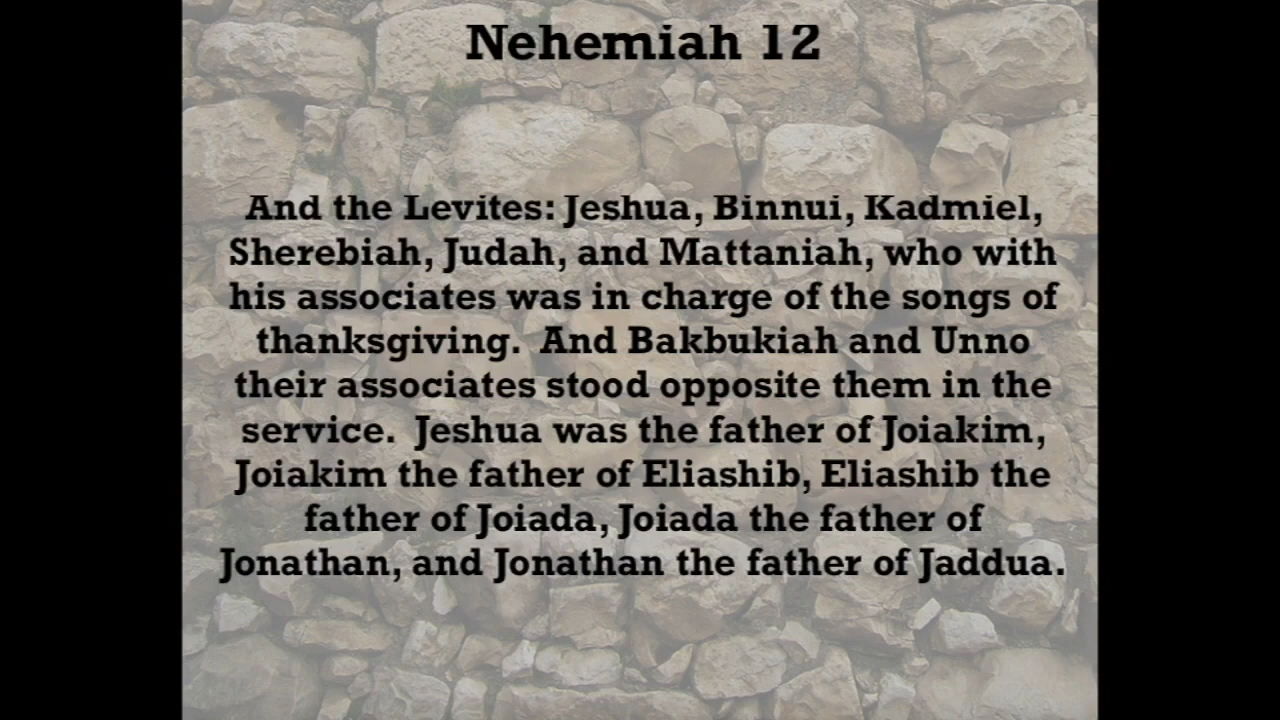 Nehemiah 12
And the Levites: Jeshua, Binnui, Kadmiel,
Sherebiah, Judah, and Mattaniah, who with
his associates was in charge of the songs of
thanksgiving.  And Bakbukiah and Unno
their associates stood opposite them in the
service.  Jeshua was the father of Joiakim,
Joiakim the father of Eliashib, Eliashib the
father of Joiada, Joiada the father of
Jonathan, and Jonathan the father of Jaddua.